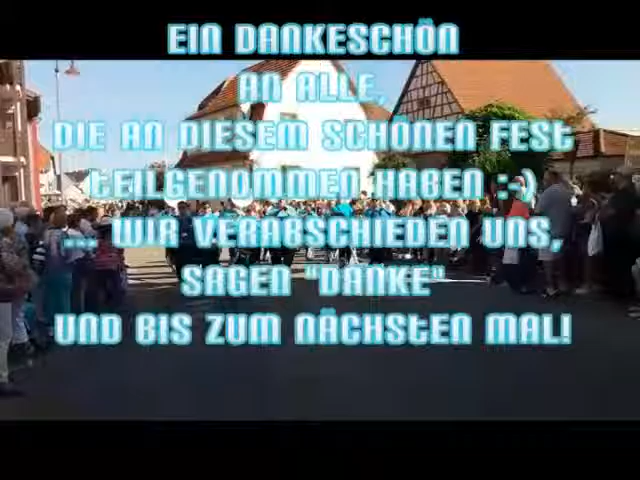 EIN DANKESCHÖN
AN ALLE,
DIE AN DIESEM SCHÖNEN FEST
TEILGENOMMEN HABEN :-)
... WIR VERABSCHIEDEN UNS,
SAGEN "DANKE"
UND BIS ZUM NÄCHSTEN MAL!